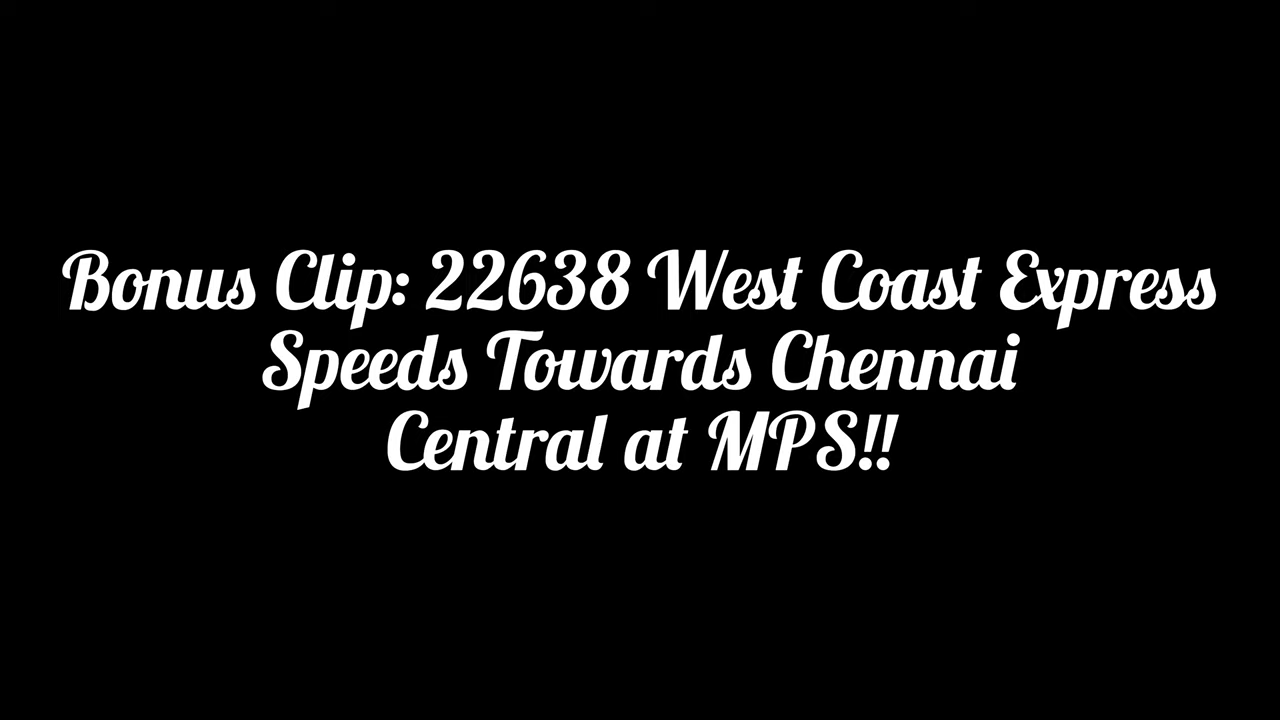 Bonus Clip: 22638 West Coast Express
Speeds Towards Chennai
Central at MPS!!